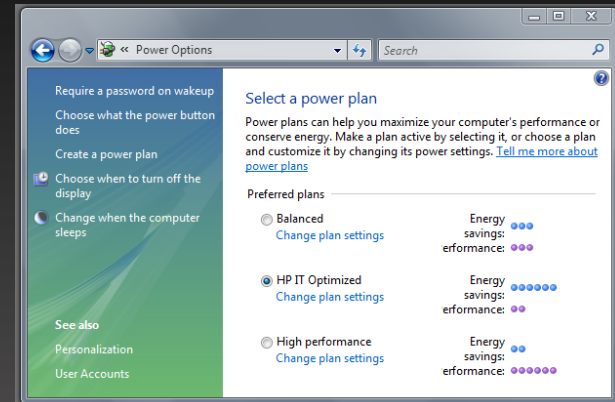 « Power Options
Search
Require a password on wakeup
Choose what the power button
does
Create a power plan
Choose when to turn off the
display
Change when the computer
sleeps
See also
Personalization
User Accounts
Select a power plan
Power plans can help you maximize your computer's performance or
conserve energy. Make a plan active by selecting it, or choose a plan
and customize it by changing its power settings. Tell me more about
power plans
Preferred plans
Balanced
Change plan settings
Energy
savings:
erformance:
HP IT Optimized
Change plan settings
Energy
savings:
erformance:
High performance
Change plan settings
Energy
savings:
erformance: